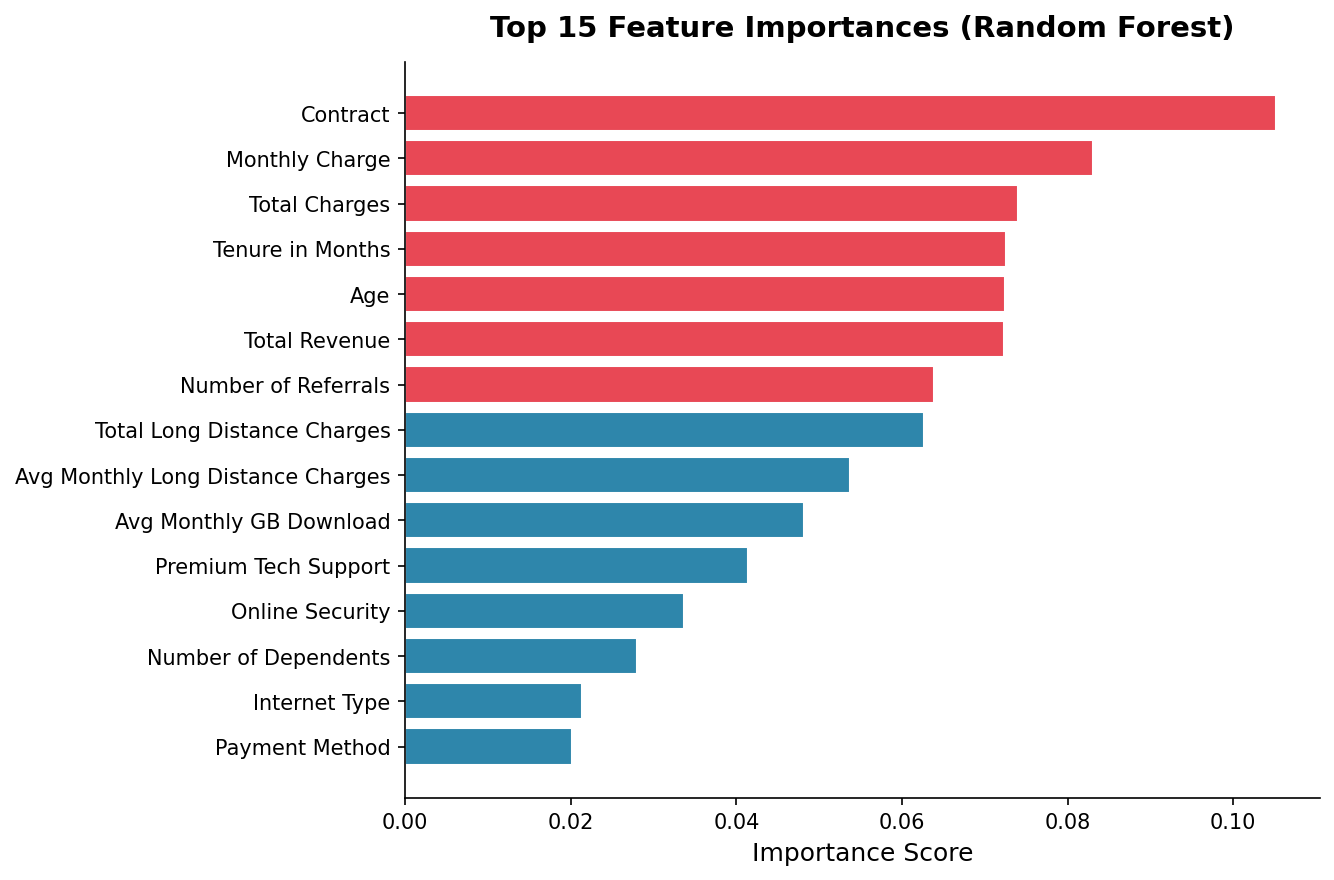 Top 15 Feature Importances (Random Forest)
Contract
Monthly Charge
Total Charges
Tenure in Months
Age
Total Revenue
Number of Referrals
Total Long Distance Charges
Avg Monthly Long Distance Charges
Avg Monthly GB Download
Premium Tech Support
Online Security
Number of Dependents
Internet Type
Payment Method
0.00 0.02 0.04 0.06 0.08 0.10
Importance Score